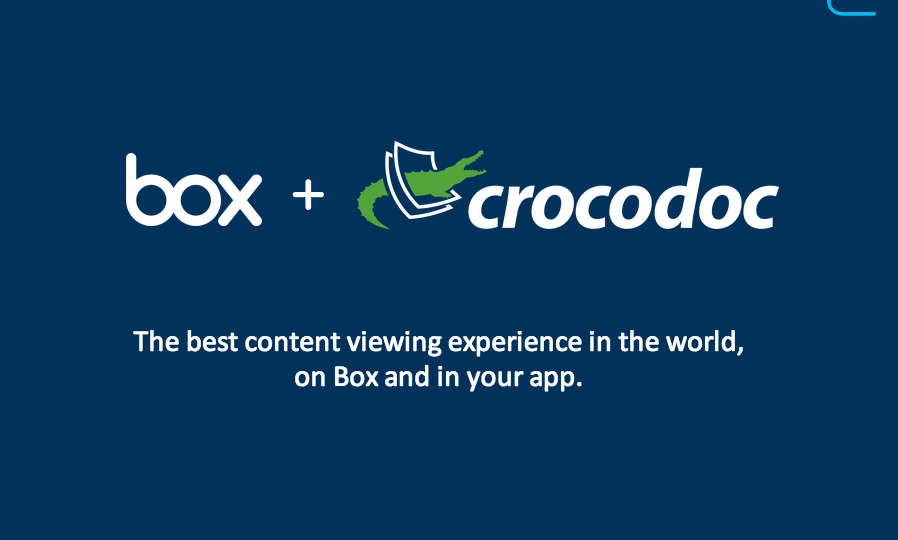 box + crocodoc
The best content viewing experience in the world,
on Box and in your app.